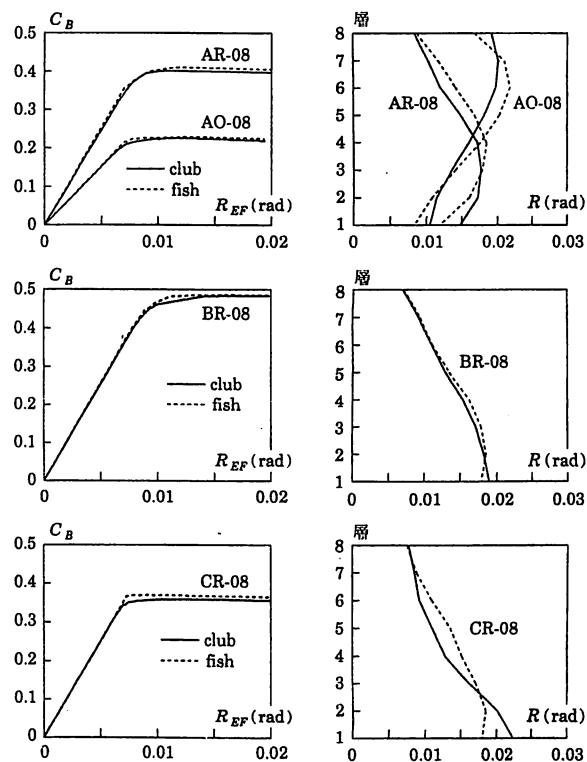 C_B
0.5
0.4
0.3
0.2
0.1
0
AR-08
AO-08
club
fish
R_EF (rad)
0 0.01 0.02
層
8
7
6
5
4
3
2
1
AR-08
AO-08
R (rad)
0 0.01 0.02 0.03
C_B
0.5
0.4
0.3
0.2
0.1
0
BR-08
club
fish
R_EF (rad)
0 0.01 0.02
層
8
7
6
5
4
3
2
1
BR-08
R (rad)
0 0.01 0.02 0.03
C_B
0.5
0.4
0.3
0.2
0.1
0
CR-08
club
fish
R_EF (rad)
0 0.01 0.02
層
8
7
6
5
4
3
2
1
CR-08
R (rad)
0 0.01 0.02 0.03